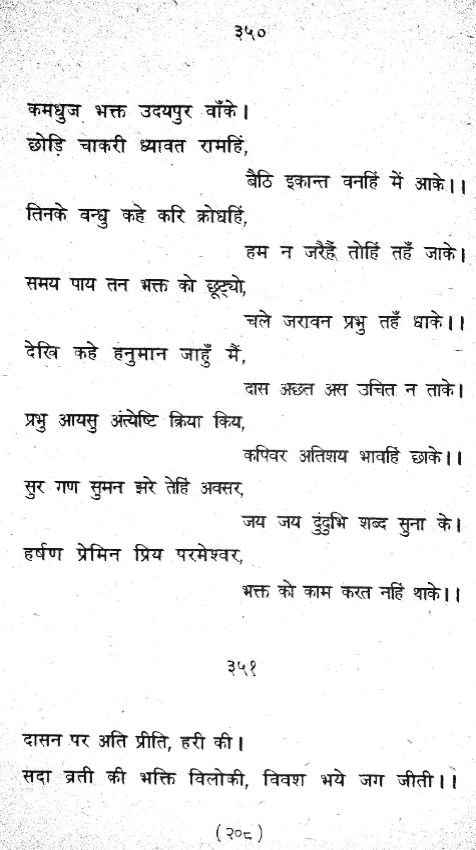 ३५०
कमधुज भक्त उदयपुर वाँके।
छोड़ि चाकरी ध्यावत रामहिं,
बैठि इकान्त वनहिं में आके।।
तिनके वन्धु कहे करि क्रोधहिं,
हम न जरैहैं तोहिं तहँ जाके।
समय पाय तन भक्त को छूट्यो,
चले जरावन प्रभु तहँ धाके।।
देखि कहे हनुमान जाहुँ मैं,
दास अछत अस उचित न ताके।
प्रभु आयसु अंत्येष्टि क्रिया किय,
कपिवर अतिशय भावहिं छाके।।
सुर गण सुमन झरे तेहिं अवसर,
जय जय दुंदुभि शब्द सुना के।
हर्षण प्रेमिन प्रिय परमेश्वर,
भक्त को काम करत नहिं थाके।।
३५१
दासन पर अति प्रीति, हरी की।
सदा व्रती की भक्ति विलोकी, विवश भये जग जीती।।
(२०८)